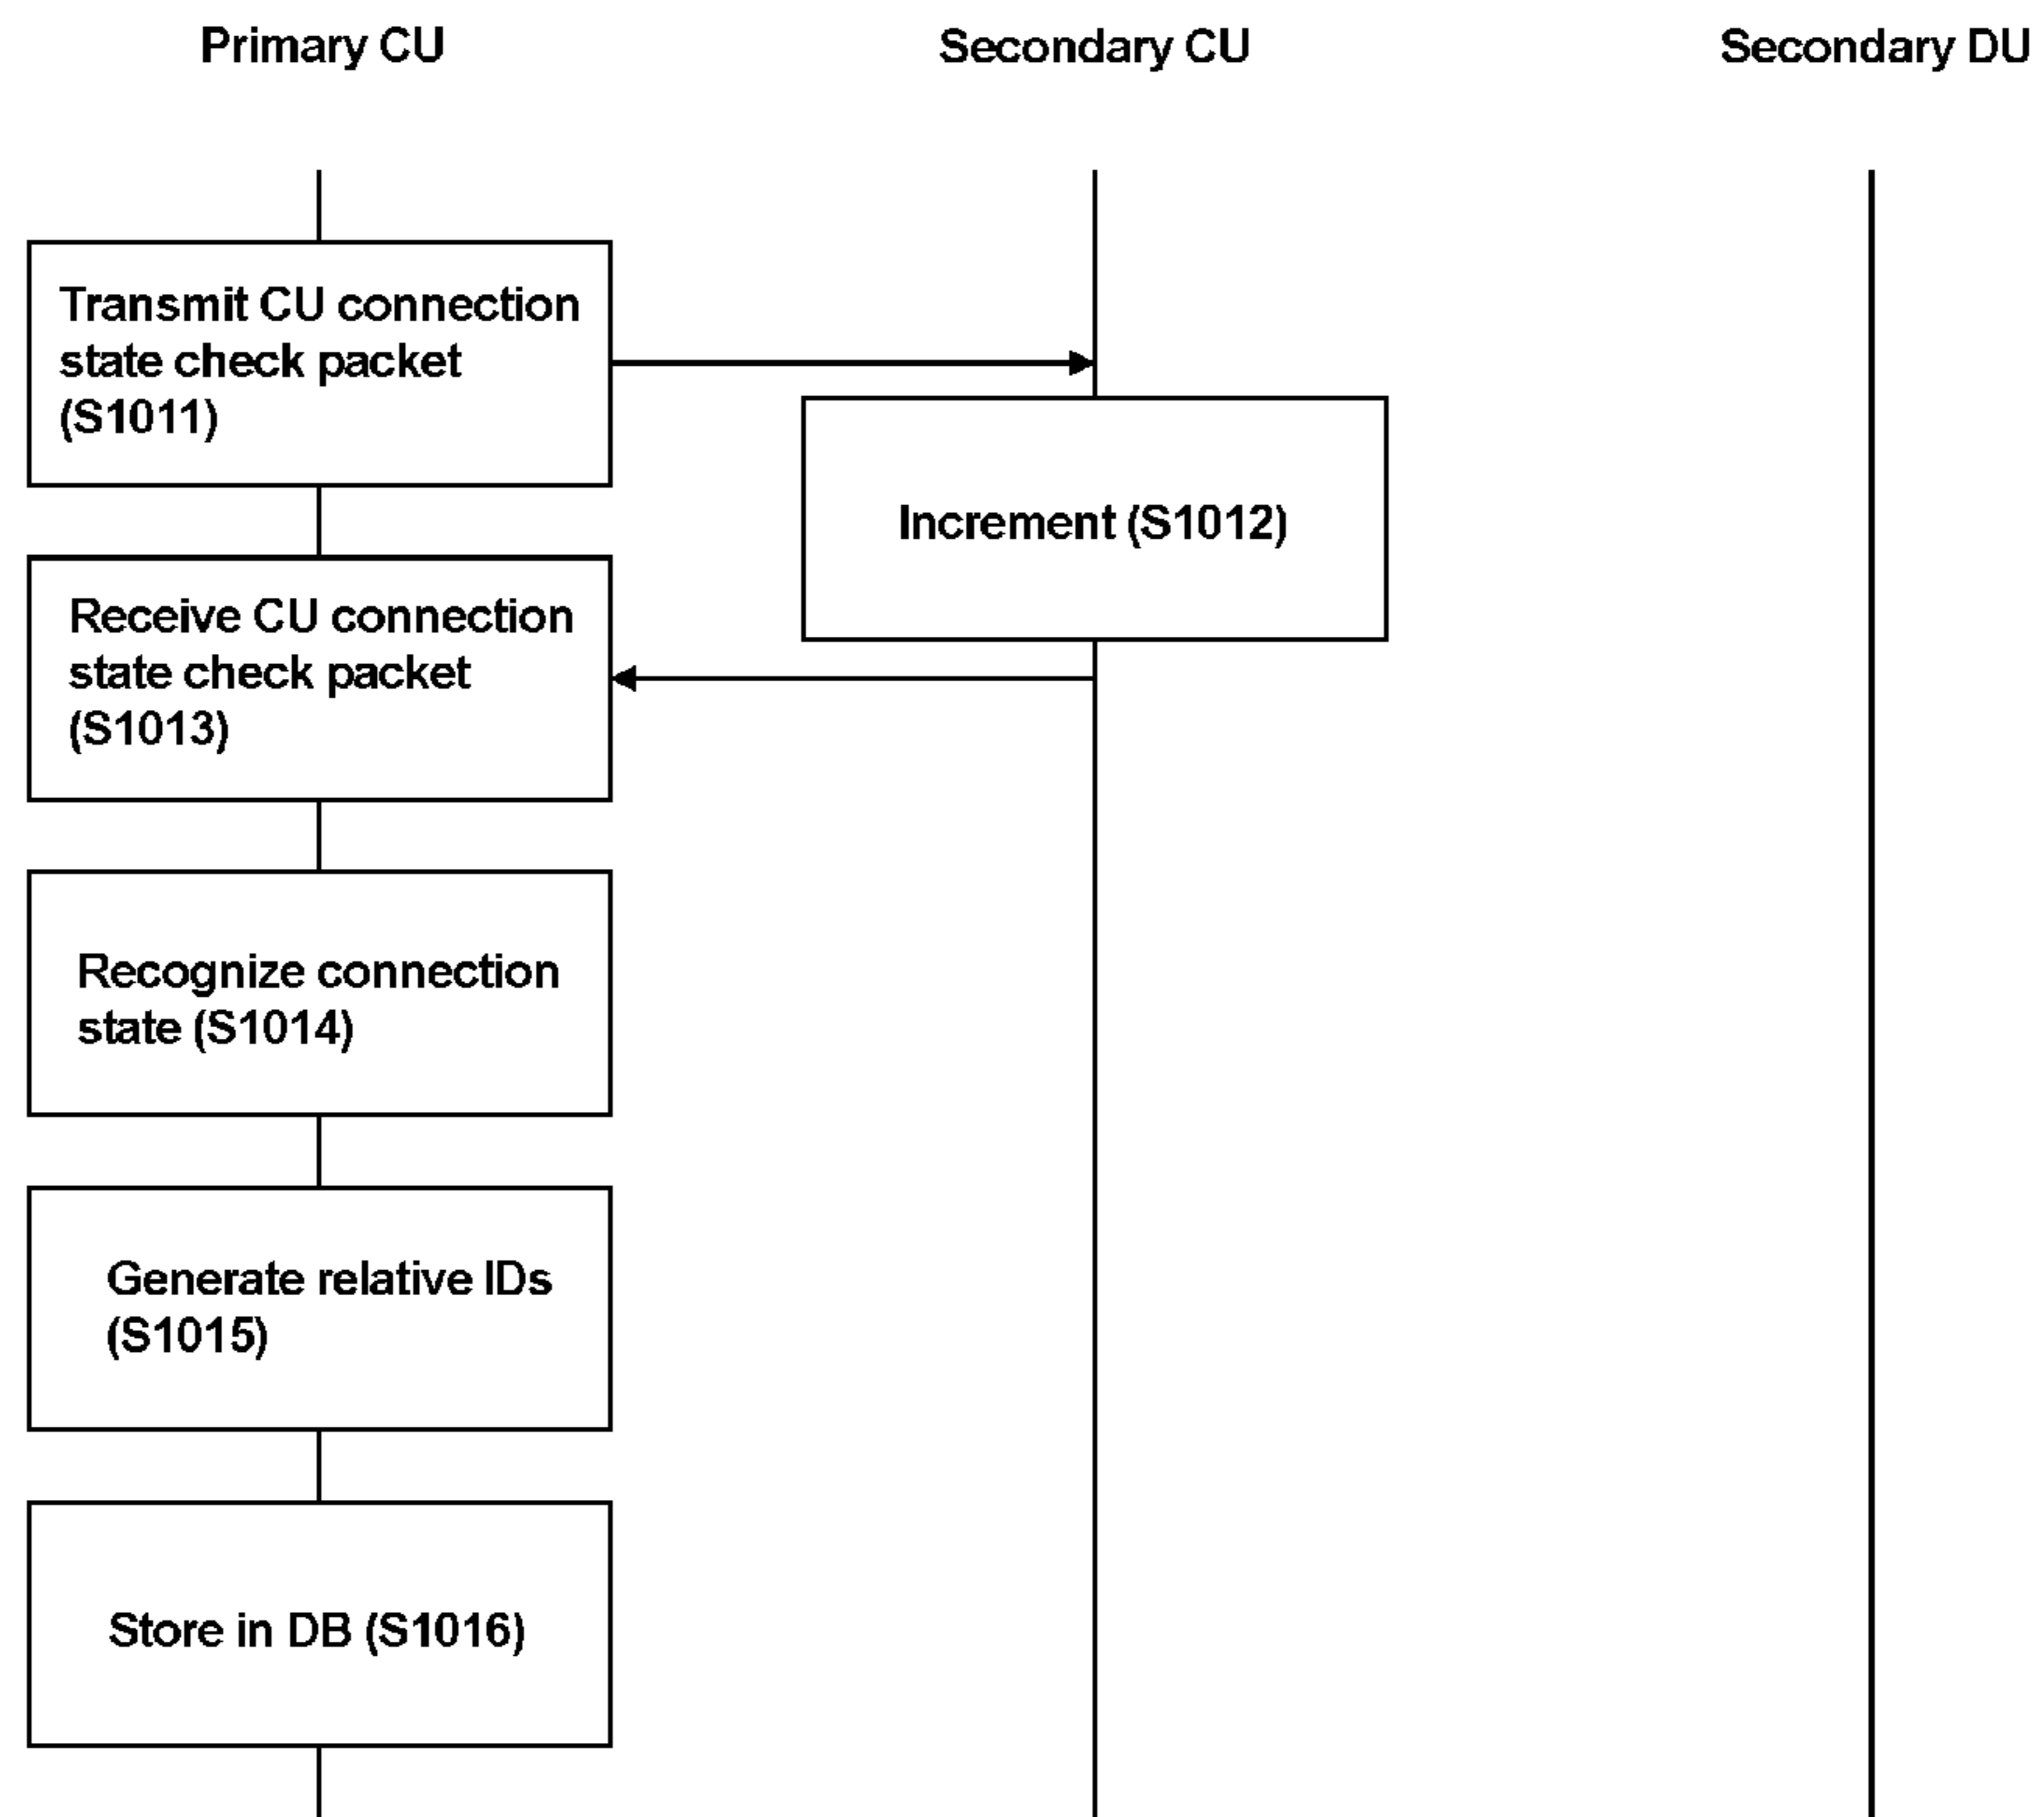 Primary CU
Secondary CU
Secondary DU
Transmit CU connection
state check packet
(S1011)
Increment (S1012)
Receive CU connection
state check packet
(S1013)
Recognize connection
state (S1014)
Generate relative IDs
(S1015)
Store in DB (S1016)